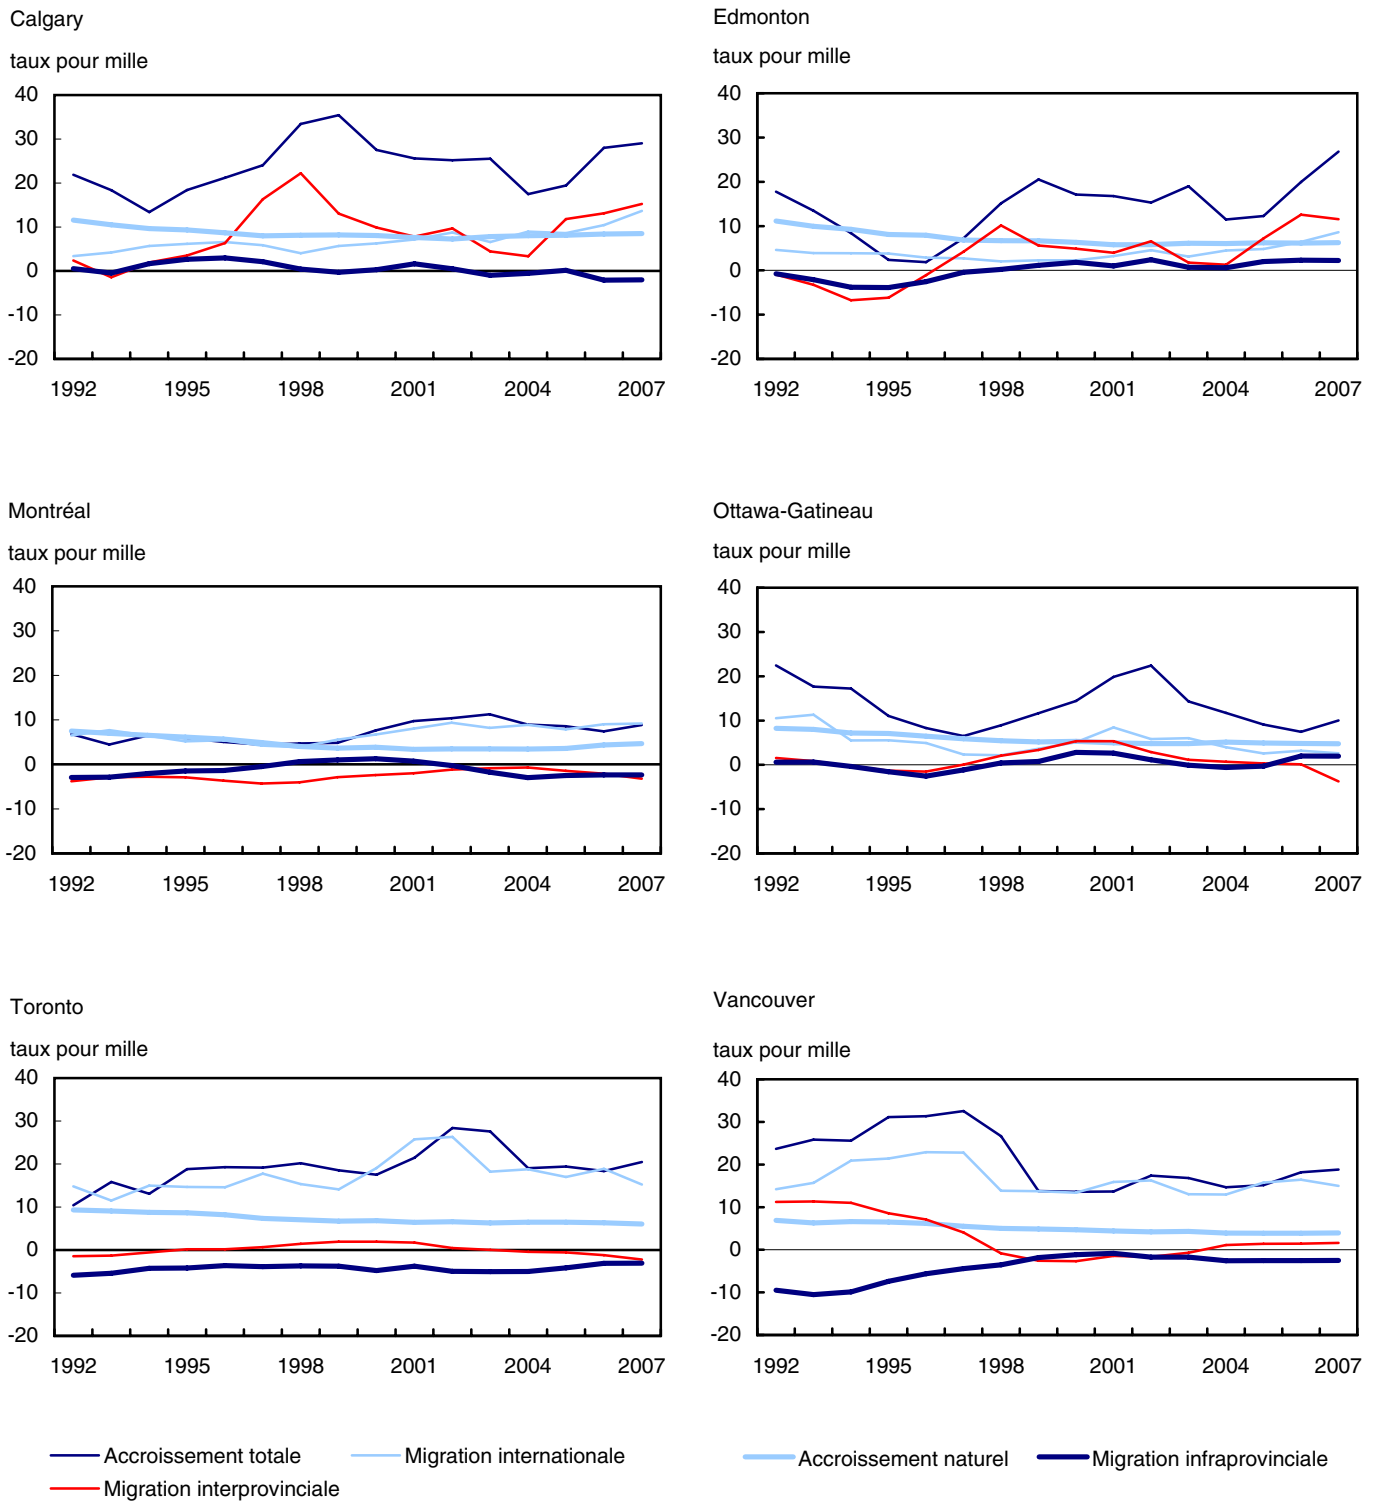 Calgary
taux pour mille
40
30
20
10
0
-10
-20
1992 1995 1998 2001 2004 2007
Edmonton
taux pour mille
40
30
20
10
0
-10
-20
1992 1995 1998 2001 2004 2007
Montréal
taux pour mille
40
30
20
10
0
-10
-20
1992 1995 1998 2001 2004 2007
Ottawa-Gatineau
taux pour mille
40
30
20
10
0
-10
-20
1992 1995 1998 2001 2004 2007
Toronto
taux pour mille
40
30
20
10
0
-10
-20
1992 1995 1998 2001 2004 2007
Vancouver
taux pour mille
40
30
20
10
0
-10
-20
1992 1995 1998 2001 2004 2007
Accroissement totale Migration internationale Accroissement naturel Migration infraprovinciale
Migration interprovinciale